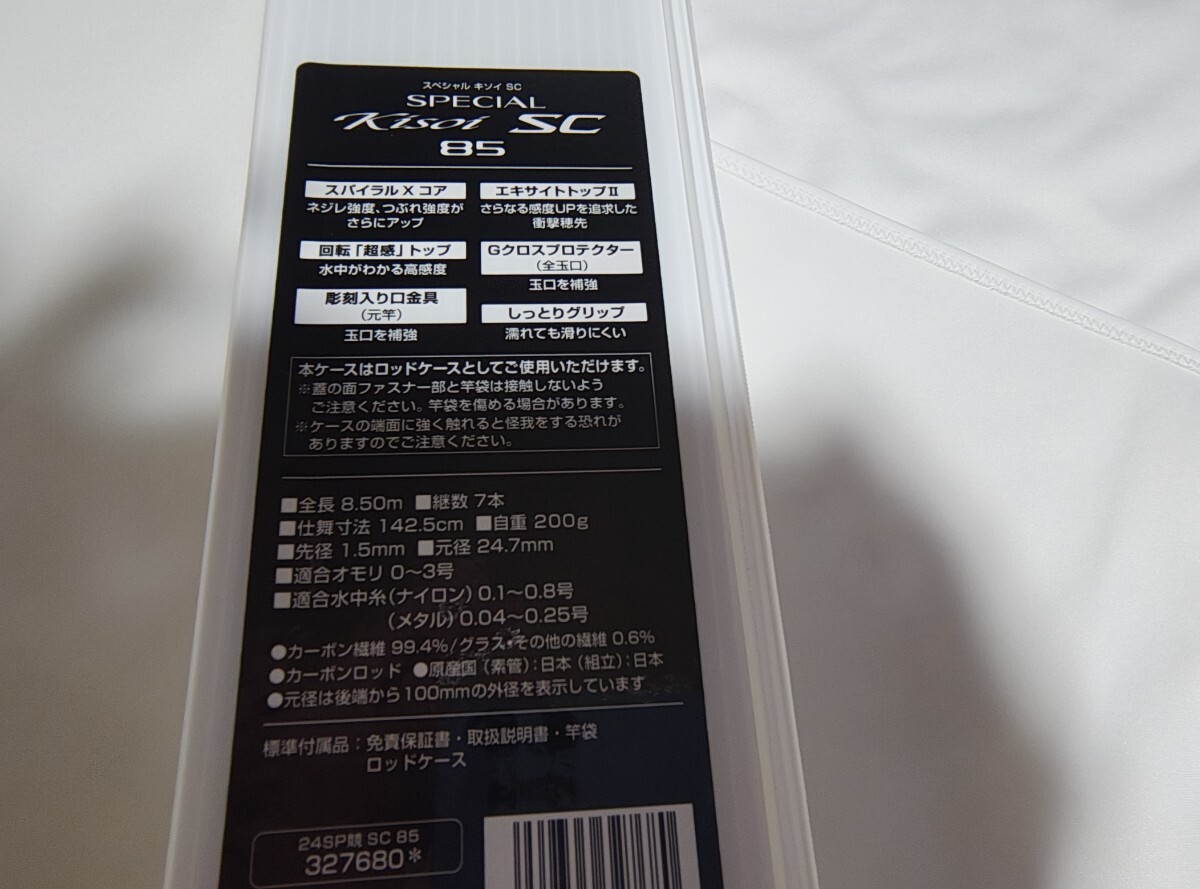 スペシャル キソイ SC
SPECIAL
Kisoi SC
85
スパイラル X コア
ネジレ強度、つぶれ強度が
さらにアップ
エキサイトトップⅡ
さらなる感度UPを追求した
衝撃穂先
回転「超感」トップ
水中がわかる高感度
Gクロスプロテクター
(全玉口)
玉口を補強
彫刻入り口金具
(元竿)
玉口を補強
しっとりグリップ
濡れても滑りにくい
本ケースはロッドケースとしてご使用いただけます。
※蓋の面ファスナー部と竿袋は接触しないよう
ご注意ください。竿袋を傷める場合があります。
※ケースの端面に強く触れると怪我をする恐れが
ありますのでご注意ください。
■全長 8.50m ■継数 7本
■仕舞寸法 142.5cm ■自重 200g
■先径 1.5mm ■元径 24.7mm
■適合オモリ 0〜3号
■適合水中糸(ナイロン) 0.1〜0.8号
(メタル) 0.04〜0.25号
●カーボン繊維 99.4%/グラス・その他の繊維 0.6%
●カーボンロッド ●原産国(素管):日本(組立):日本
●元径は後端から100mmの外径を表示しています
標準付属品:免責保証書・取扱説明書・竿袋
ロッドケース
24SP競 SC 85
327680*